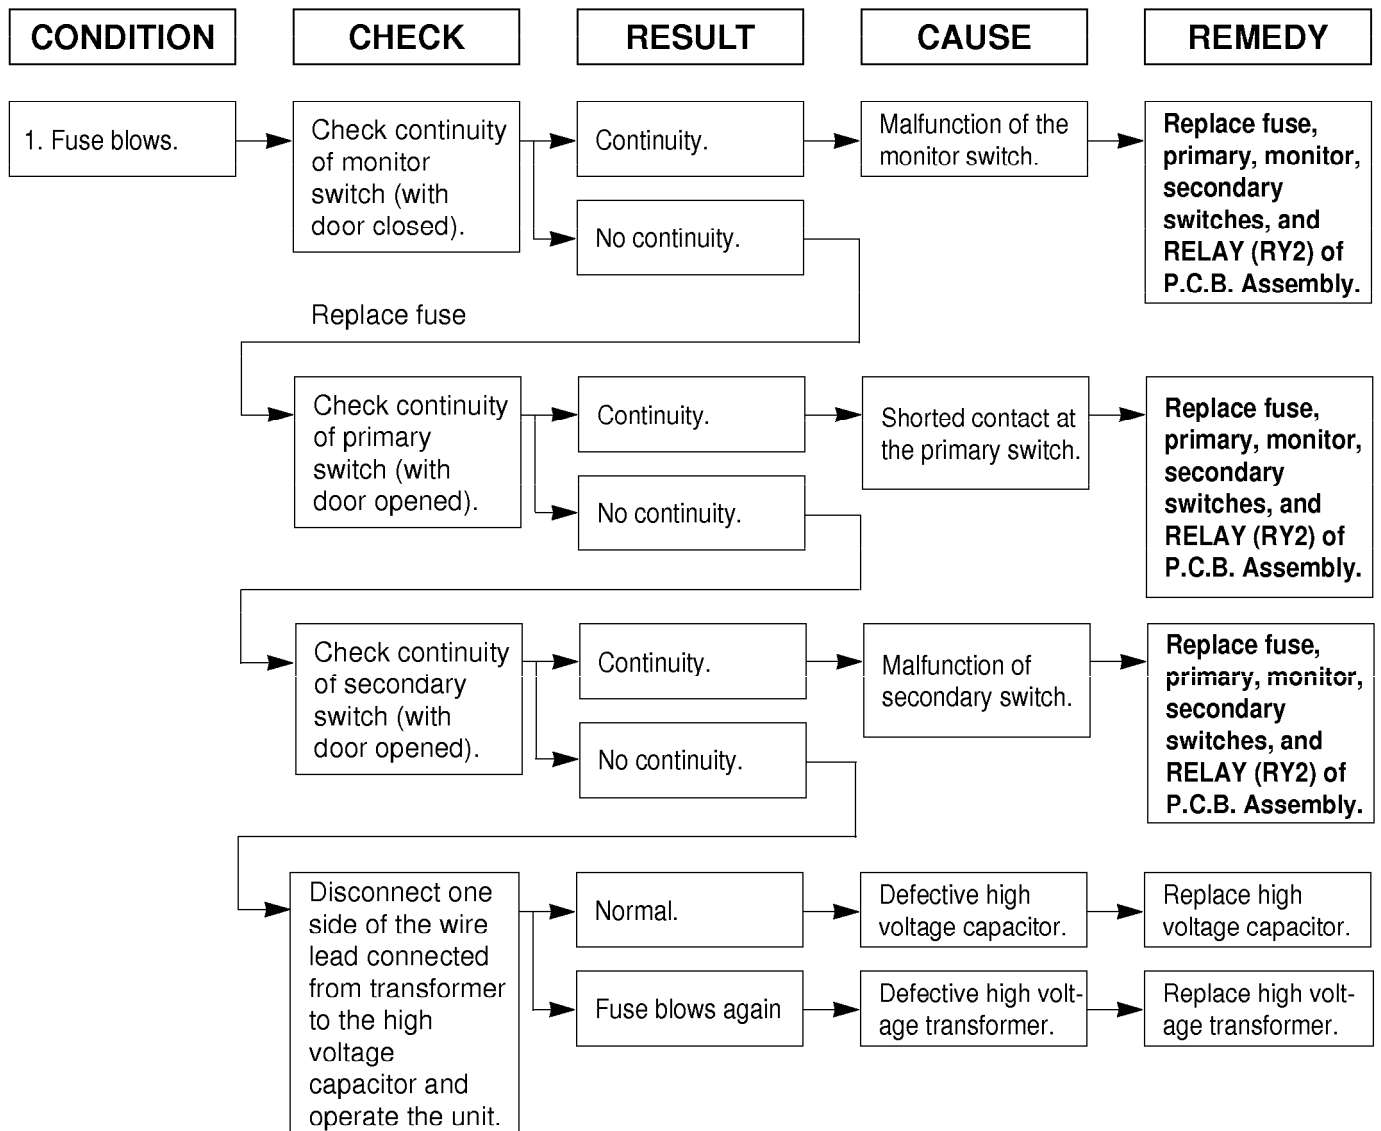 CONDITION
CHECK
RESULT
CAUSE
REMEDY
1. Fuse blows.
Check continuity
of monitor
switch (with
door closed).
Continuity.
No continuity.
Malfunction of the
monitor switch.
Replace fuse,
primary, monitor,
secondary
switches, and
RELAY (RY2) of
P.C.B. Assembly.
Replace fuse
Check continuity
of primary
switch (with
door opened).
Continuity.
No continuity.
Shorted contact at
the primary switch.
Replace fuse,
primary, monitor,
secondary
switches, and
RELAY (RY2) of
P.C.B. Assembly.
Check continuity
of secondary
switch (with
door opened).
Continuity.
No continuity.
Malfunction of
secondary switch.
Replace fuse,
primary, monitor,
secondary
switches, and
RELAY (RY2) of
P.C.B. Assembly.
Disconnect one
side of the wire
lead connected
from transformer
to the high
voltage
capacitor and
operate the unit.
Normal.
Defective high
voltage capacitor.
Replace high
voltage capacitor.
Fuse blows again
Defective high volt-
age transformer.
Replace high volt-
age transformer.